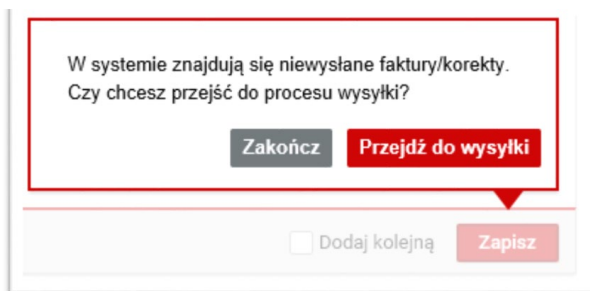 W systemie znajdują się niewysłane faktury/korekty.
Czy chcesz przejść do procesu wysyłki?
Zakończ Przejdź do wysyłki
Dodaj kolejną Zapisz